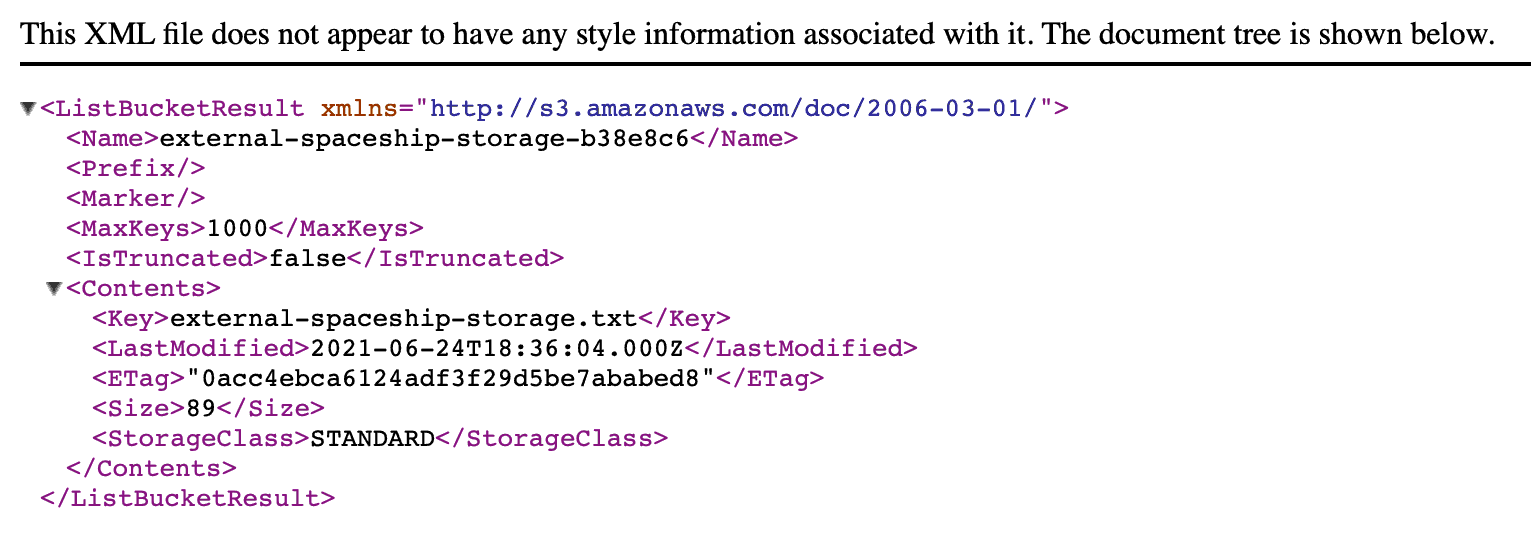 This XML file does not appear to have any style information associated with it. The document tree is shown below.
<ListBucketResult xmlns="http://s3.amazonaws.com/doc/2006-03-01/">
<Name>external-spaceship-storage-b38e8c6</Name>
<Prefix/>
<Marker/>
<MaxKeys>1000</MaxKeys>
<IsTruncated>false</IsTruncated>
<Contents>
<Key>external-spaceship-storage.txt</Key>
<LastModified>2021-06-24T18:36:04.000Z</LastModified>
<ETag>"0acc4ebca6124adf3f29d5be7ababed8"</ETag>
<Size>89</Size>
<StorageClass>STANDARD</StorageClass>
</Contents>
</ListBucketResult>